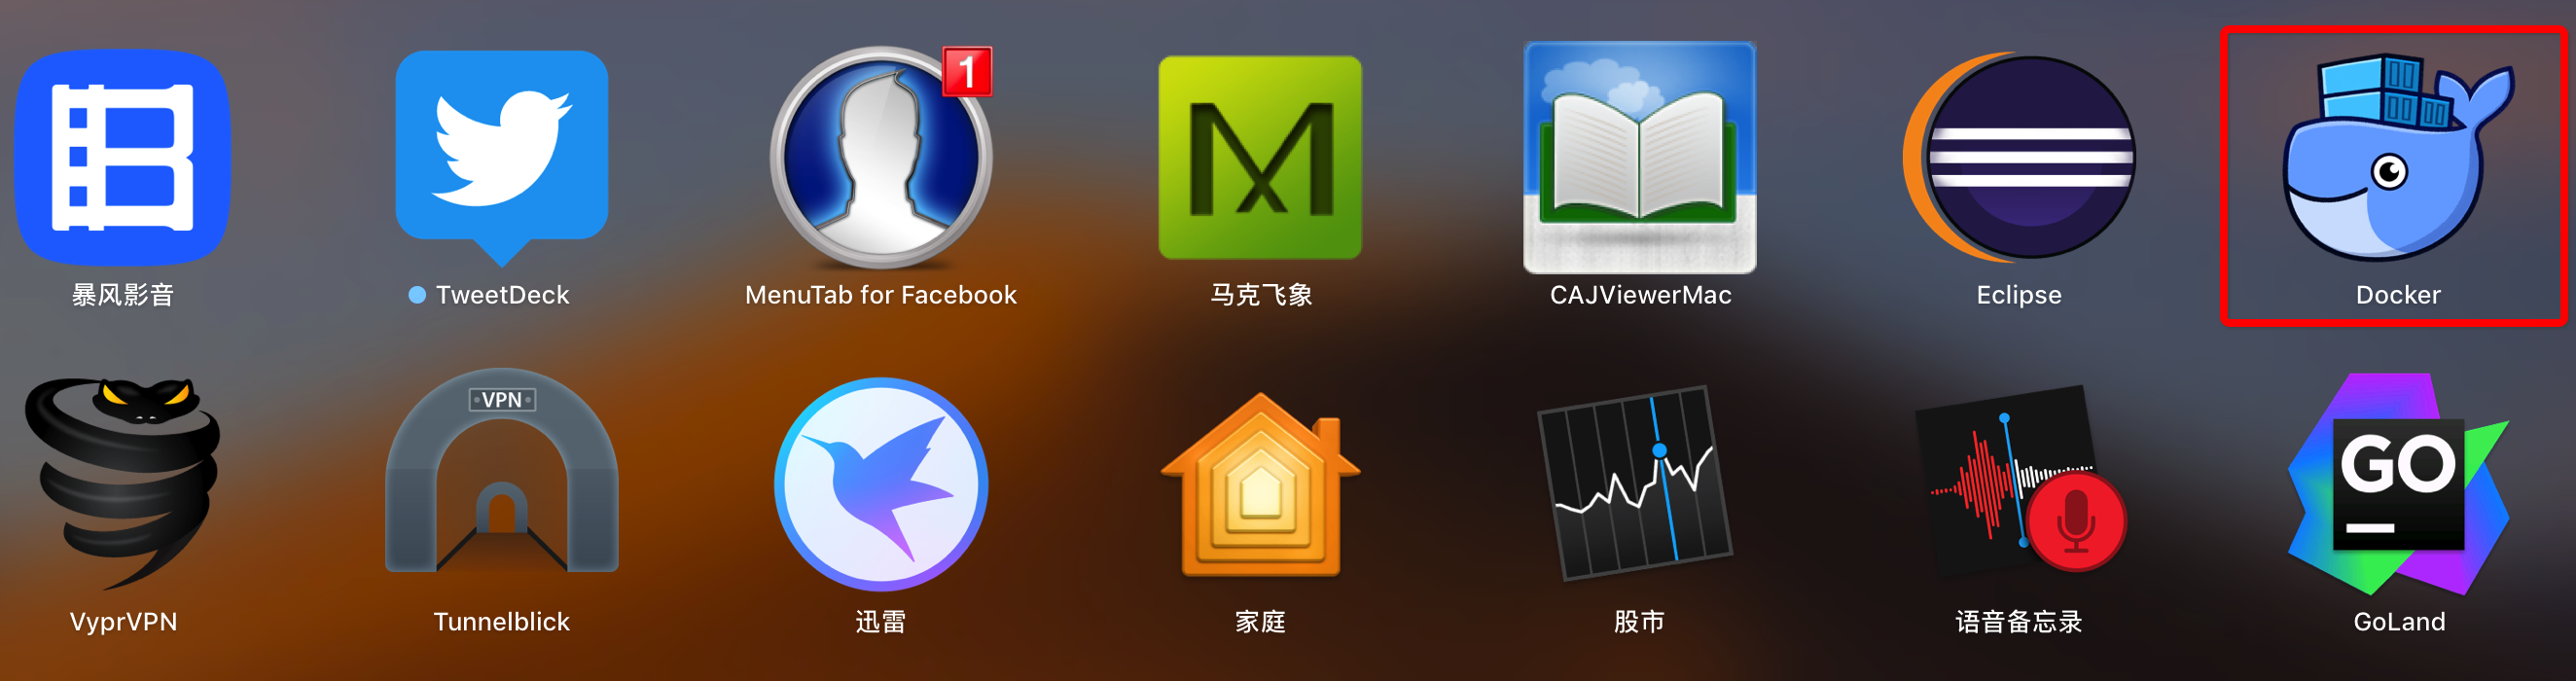 1
暴风影音
TweetDeck
MenuTab for Facebook
马克飞象
CAJViewerMac
Eclipse
Docker
VPN
GO
VyprVPN
Tunnelblick
迅雷
家庭
股市
语音备忘录
GoLand